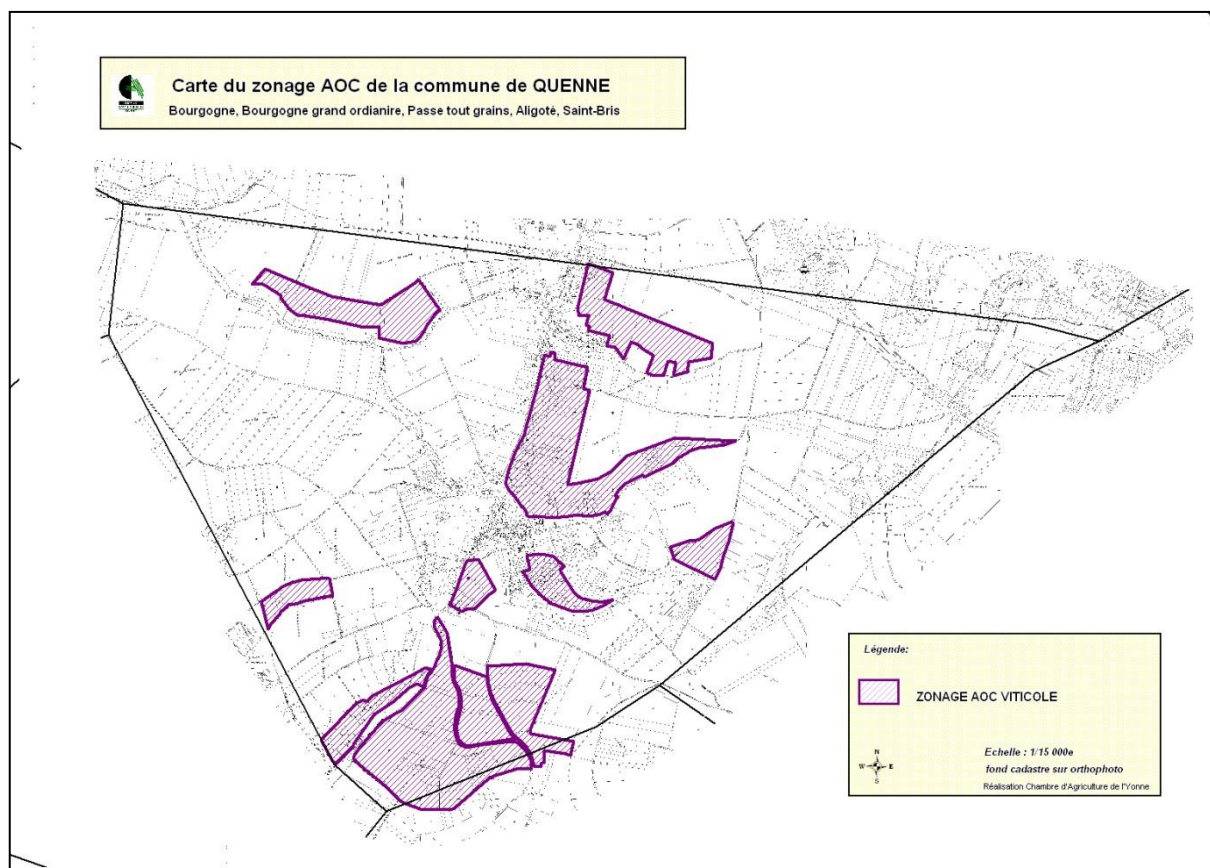 Carte du zonage AOC de la commune de QUENNE
Bourgogne, Bourgogne grand ordianire, Passe tout grains, Aligoté, Saint-Bris
Légende:
ZONAGE AOC VITICOLE
N
W E
S
Echelle : 1/15 000e
fond cadastre sur orthophoto
Réalisation Chambre d'Agriculture de l'Yonne